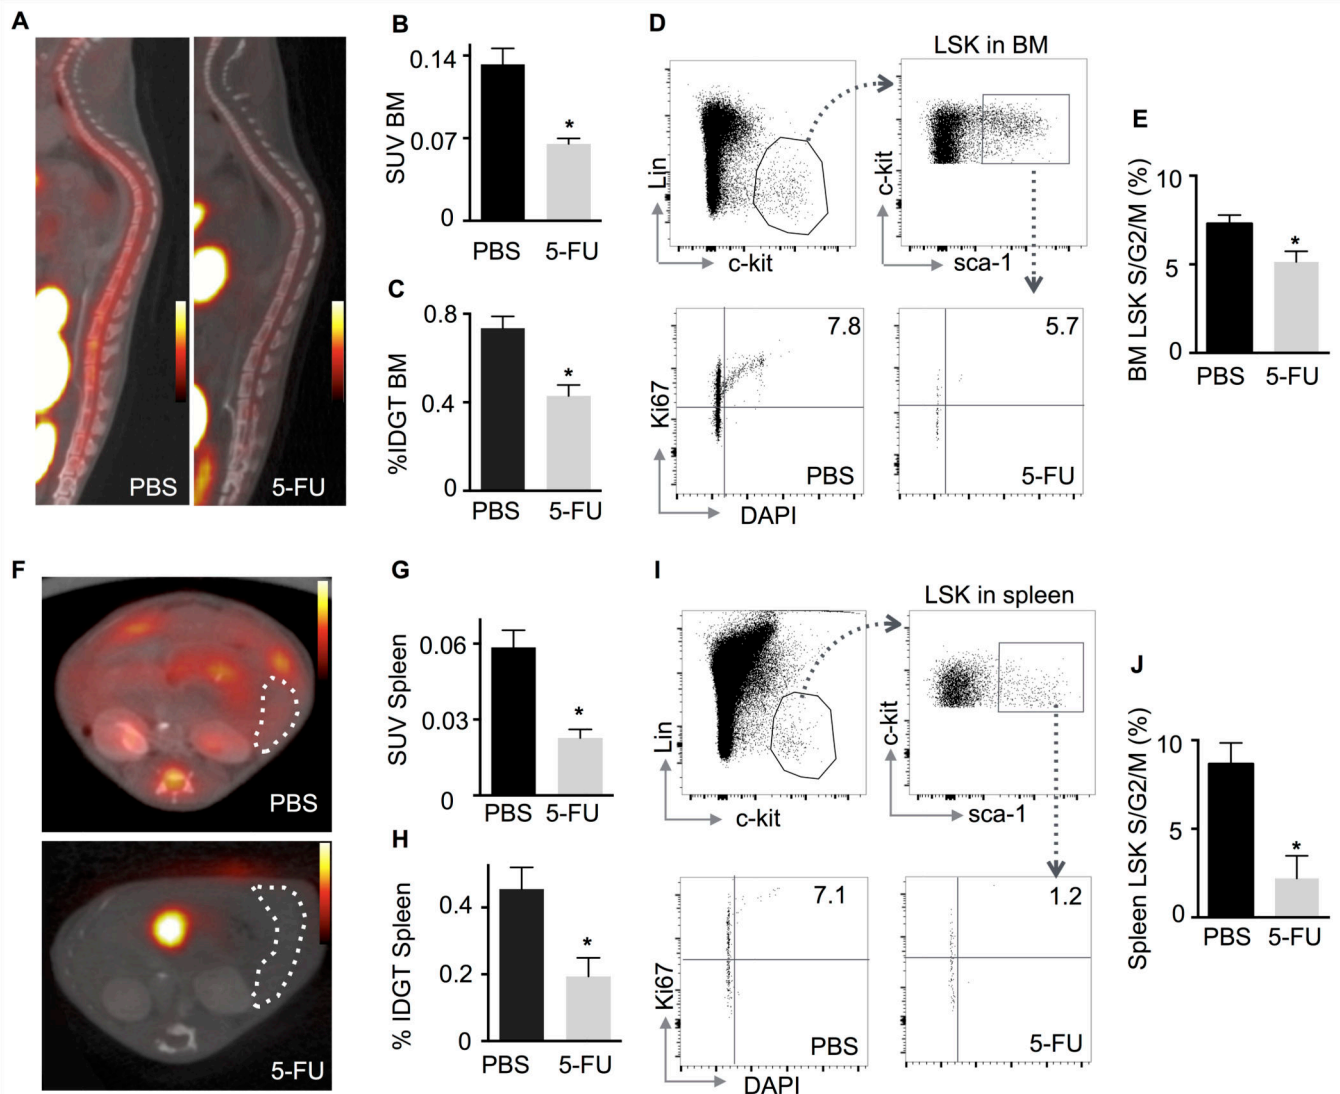 A
PBS
5-FU
B
SUV BM
0.14
0.07
0
*
PBS
5-FU
C
%IDGT BM
0.8
0.4
0
*
PBS
5-FU
D
LSK in BM
Lin
c-kit
c-kit
sca-1
7.8
Ki67
PBS
DAPI
5.7
5-FU
E
BM LSK S/G2/M (%)
10
5
0
*
PBS
5-FU
F
PBS
5-FU
G
SUV Spleen
0.06
0.03
0
*
PBS
5-FU
H
% IDGT Spleen
0.4
0.2
0
*
PBS
5-FU
I
LSK in spleen
Lin
c-kit
c-kit
sca-1
7.1
Ki67
PBS
DAPI
1.2
5-FU
J
Spleen LSK S/G2/M (%)
10
5
0
*
PBS
5-FU